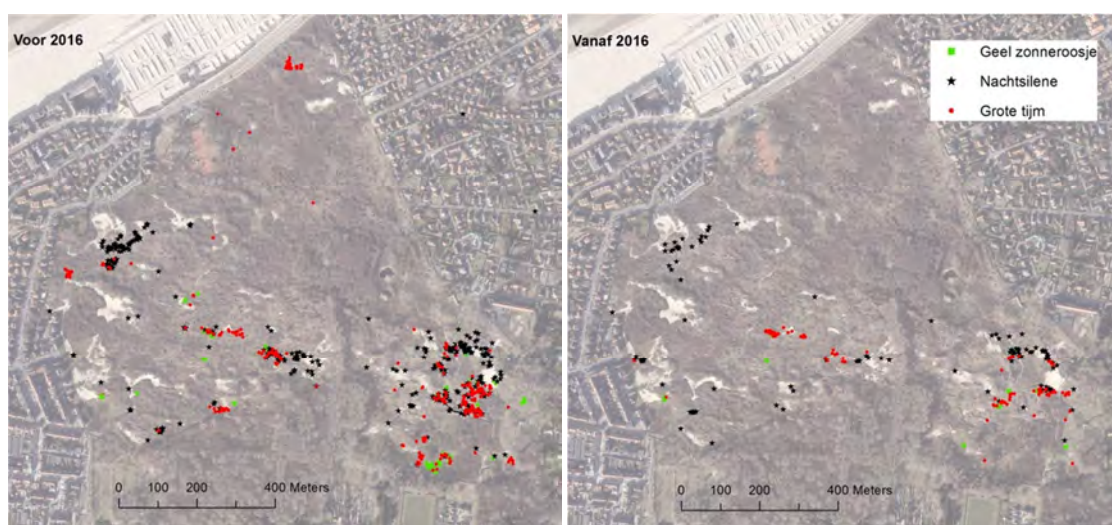 Voor 2016
0 100 200 400 Meters
Vanaf 2016
Geel zonneroosje
Nachtsilene
Grote tijm
0 100 200 400 Meters